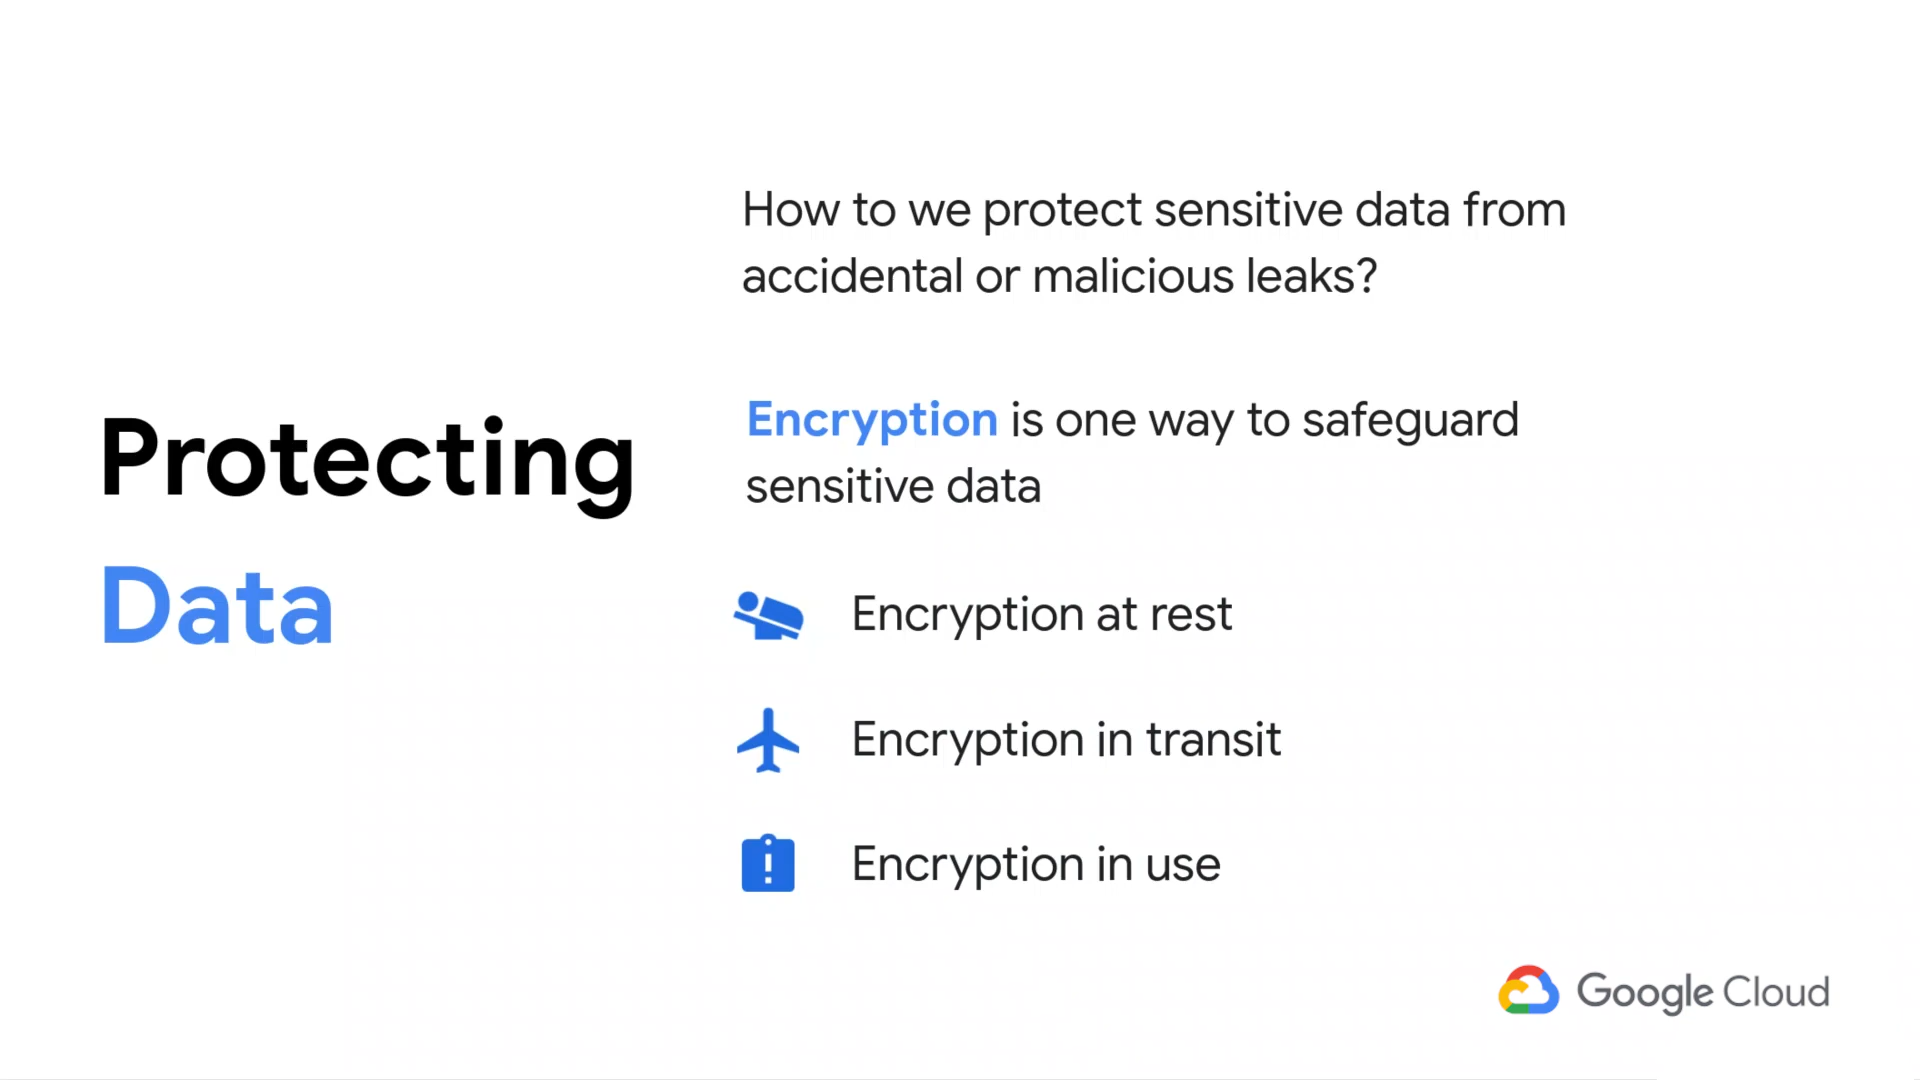 Protecting
Data
How to we protect sensitive data from
accidental or malicious leaks?
Encryption is one way to safeguard
sensitive data
Encryption at rest
Encryption in transit
Encryption in use
Google Cloud